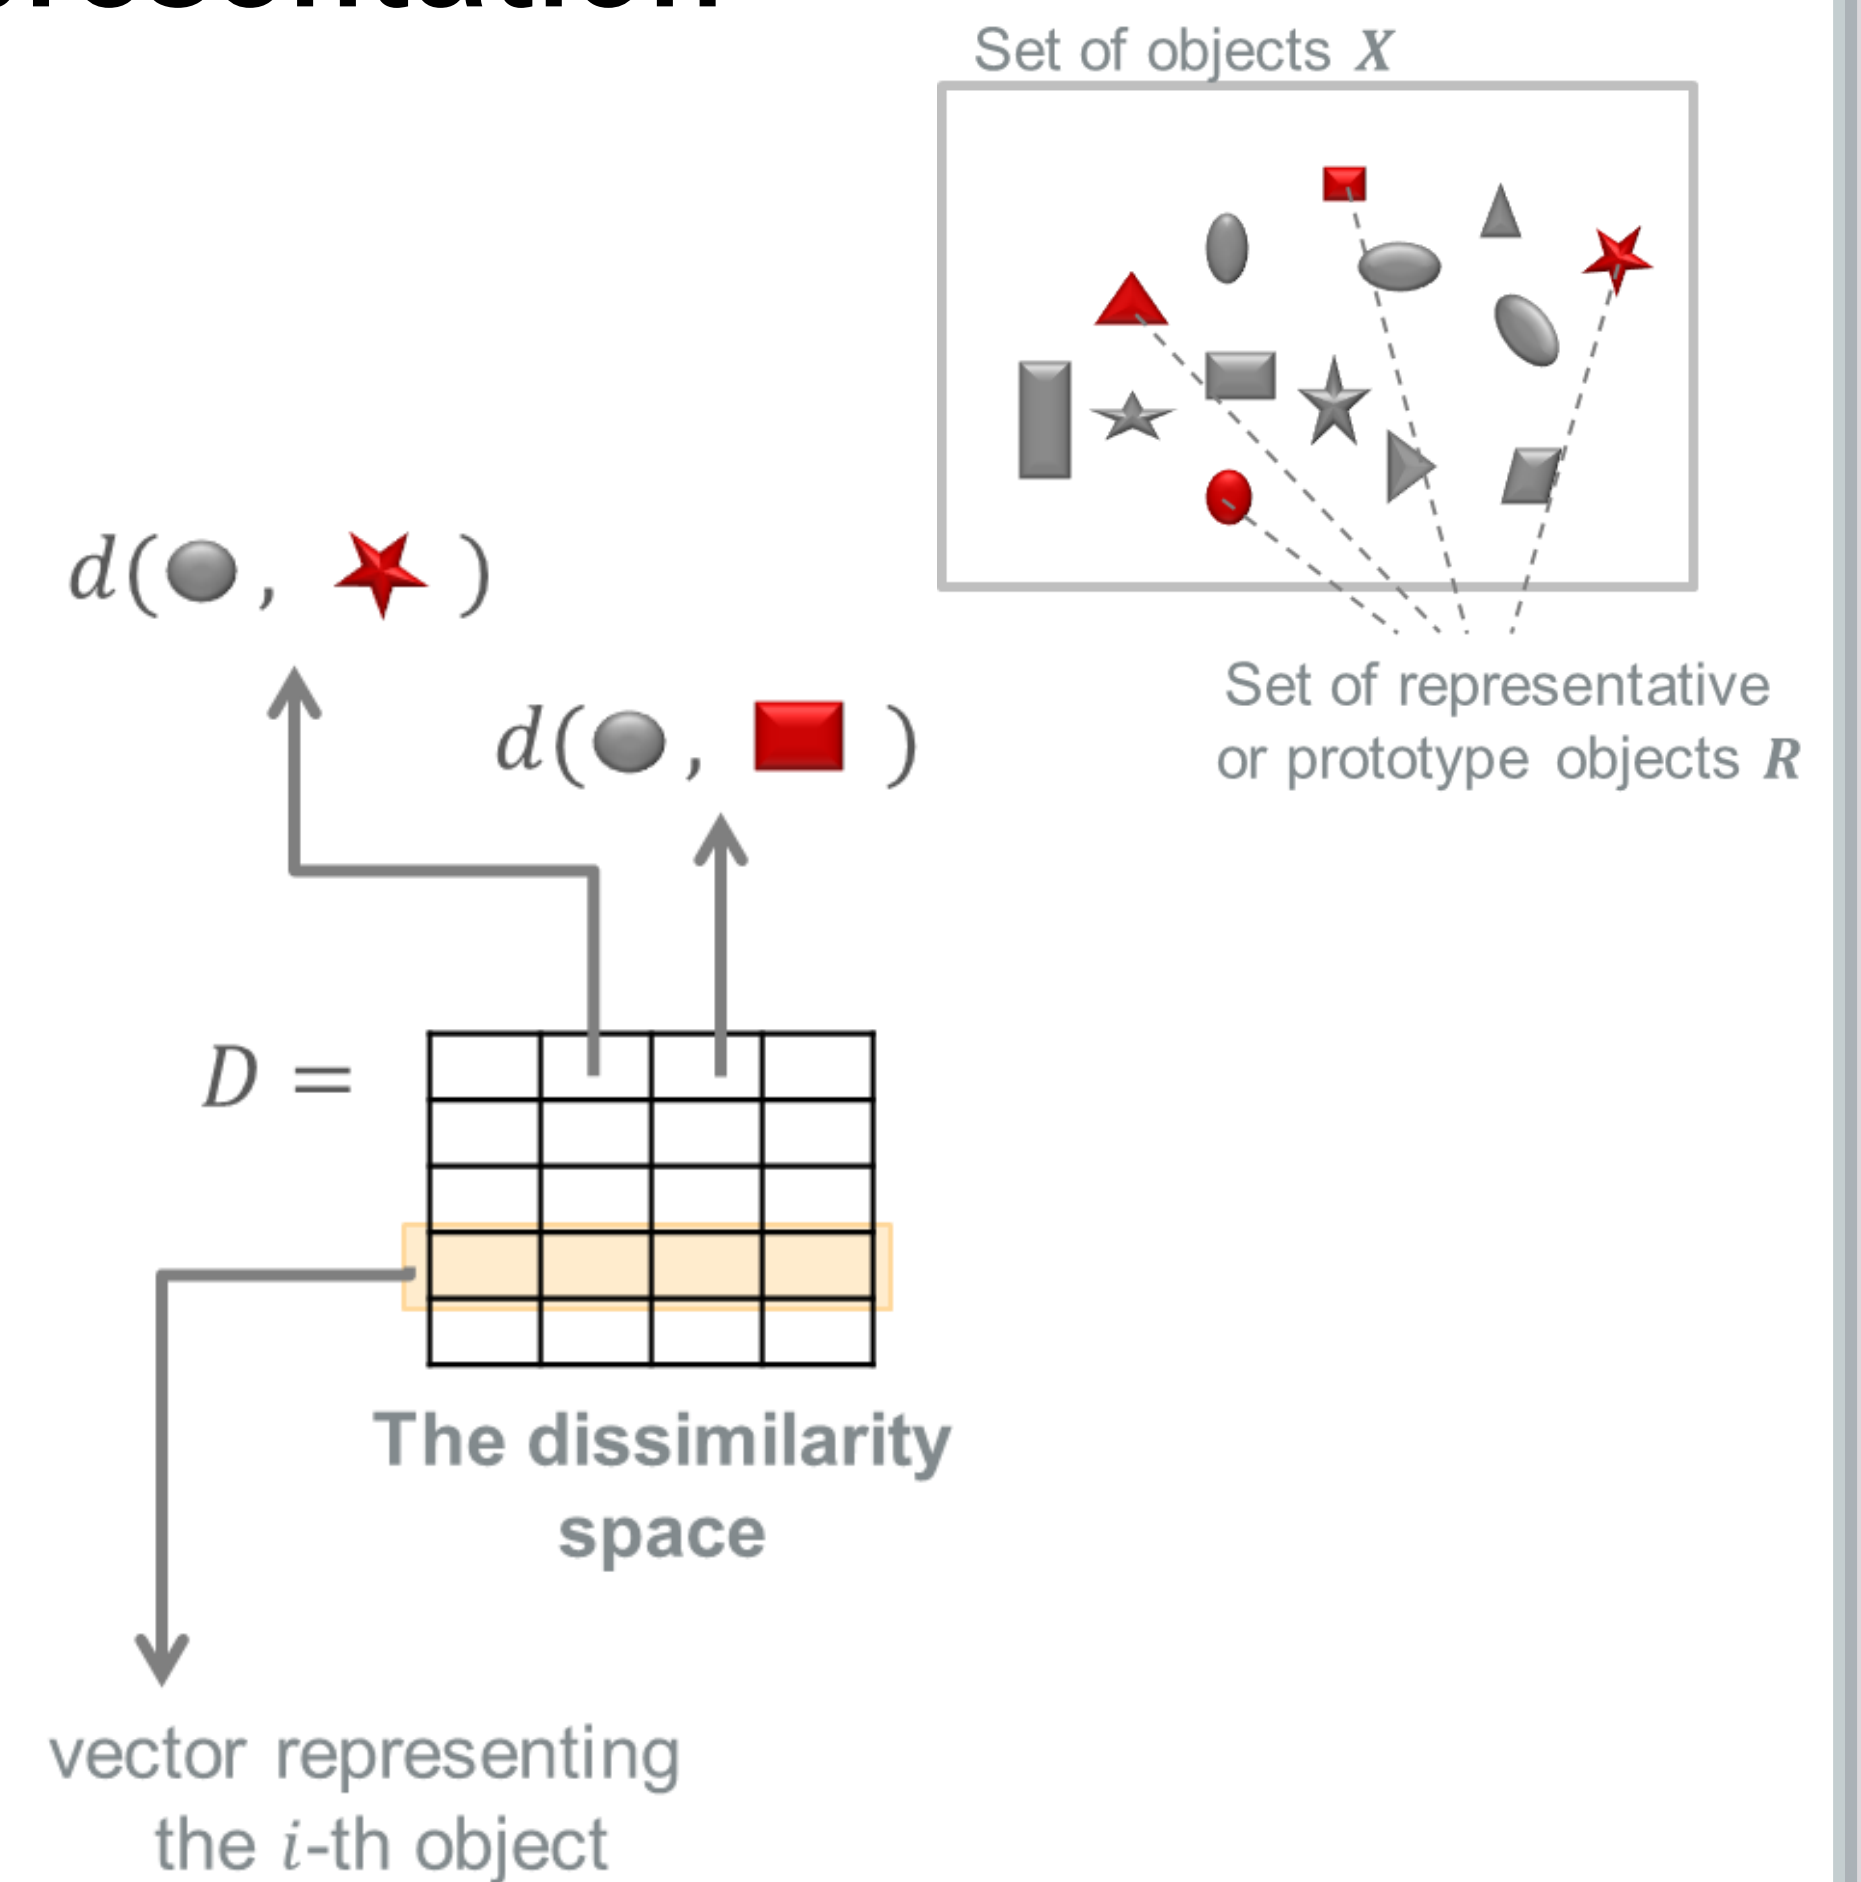 Set of objects X
d( , )
d( , )
Set of representative
or prototype objects R
D =
The dissimilarity
space
vector representing
the i-th object